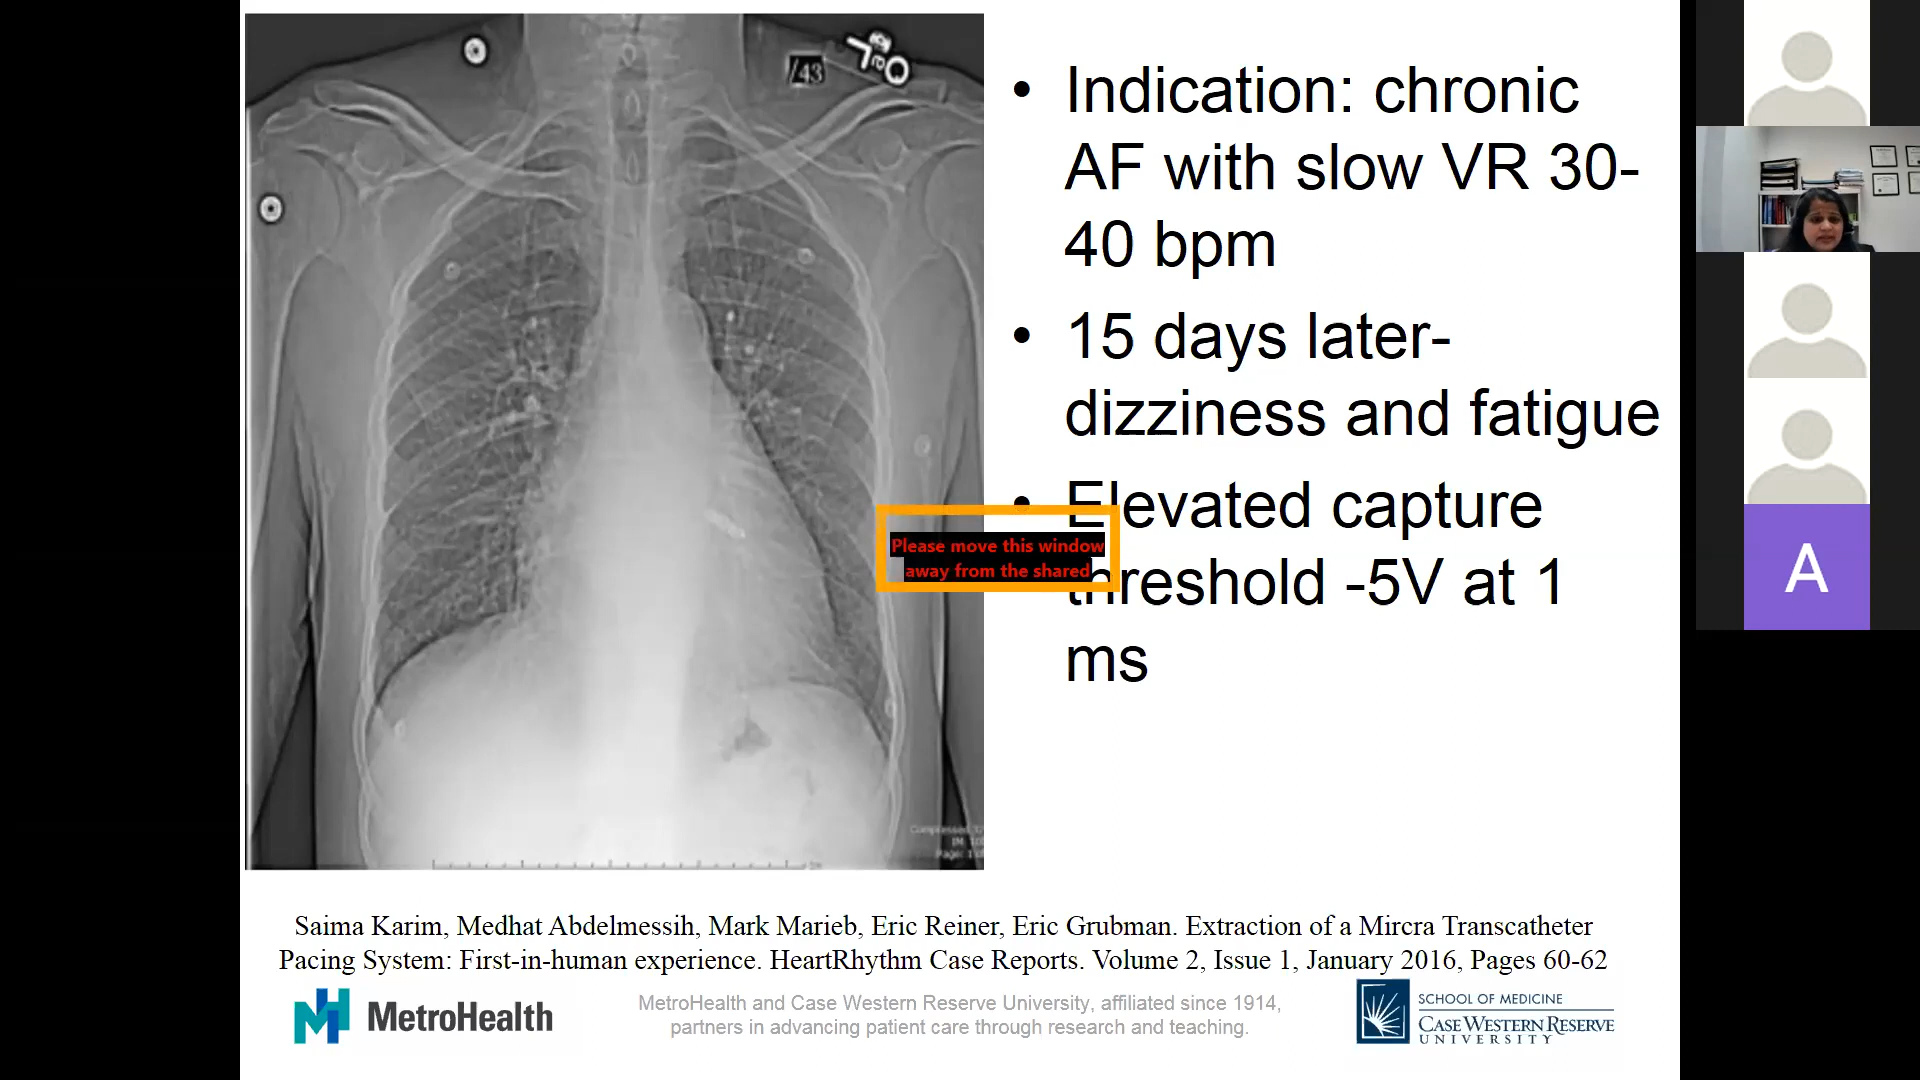 /43
• Indication: chronic
AF with slow VR 30-
40 bpm
• 15 days later-
dizziness and fatigue
• Elevated capture
threshold -5V at 1
ms
Please move this window
away from the shared
A
Saima Karim, Medhat Abdelmessih, Mark Marieb, Eric Reiner, Eric Grubman. Extraction of a Mircra Transcatheter
Pacing System: First-in-human experience. HeartRhythm Case Reports. Volume 2, Issue 1, January 2016, Pages 60-62
MetroHealth
MetroHealth and Case Western Reserve University, affiliated since 1914,
partners in advancing patient care through research and teaching.
SCHOOL OF MEDICINE
CASE WESTERN RESERVE
UNIVERSITY